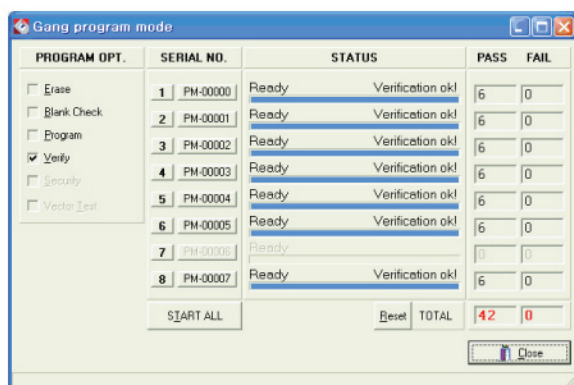 Gang program mode
PROGRAM OPT. SERIAL NO. STATUS PASS FAIL
Erase
Blank Check
Program
Verify
Security
Vector Test
1 PM-00000 Ready Verification ok! 6 0
2 PM-00001 Ready Verification ok! 6 0
3 PM-00002 Ready Verification ok! 6 0
4 PM-00003 Ready Verification ok! 6 0
5 PM-00004 Ready Verification ok! 6 0
6 PM-00005 Ready Verification ok! 6 0
7 PM-00006 Ready 0 0
8 PM-00007 Ready Verification ok! 6 0
START ALL Reset TOTAL 42 0
Close